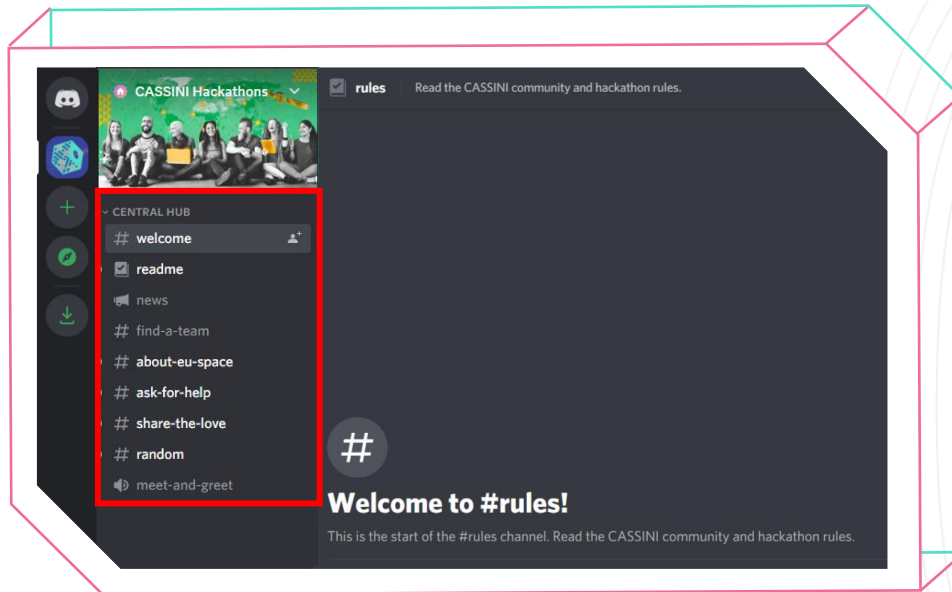 CASSINI Hackathons
rules
Read the CASSINI community and hackathon rules.
CENTRAL HUB
# welcome
readme
news
# find-a-team
# about-eu-space
# ask-for-help
# share-the-love
# random
meet-and-greet
#
Welcome to #rules!
This is the start of the #rules channel. Read the CASSINI community and hackathon rules.